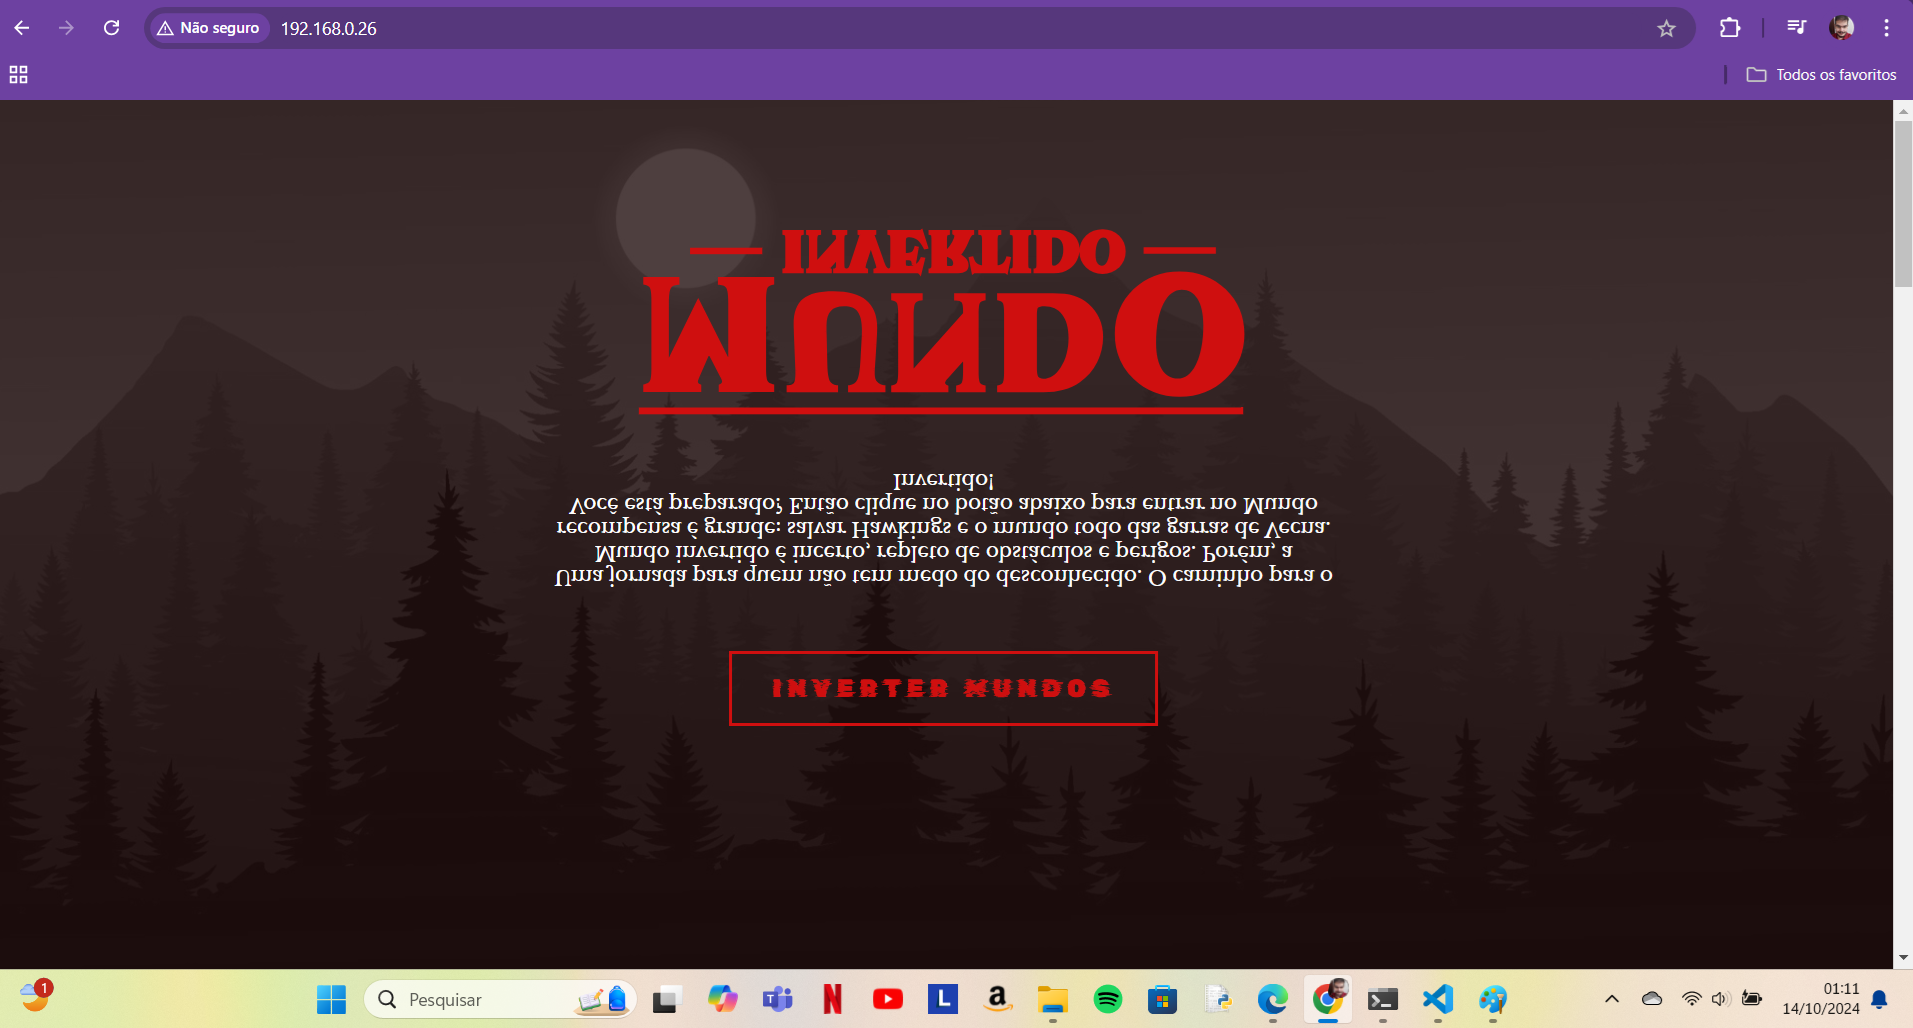 Não seguro
192.168.0.26
Todos os favoritos
MUNDO
INVERTIDO
Uma jornada para quem não tem medo do desconhecido. O caminho para o
Mundo invertido é incerto, repleto de obstáculos e perigos. Porém, a
recompensa é grande: salvar Hawkings e o mundo todo das garras de Vecna.
Você está preparado? Então clique no botão abaixo para entrar no Mundo
Invertido!
INVERTER MUNDOS
1
Pesquisar
T
N
L
a
01:11
14/10/2024